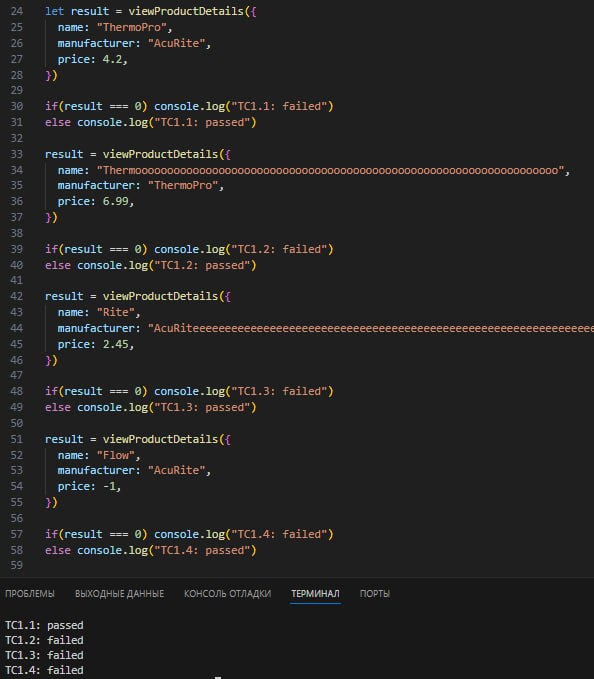 24 let result = viewProductDetails({
25 name: "ThermoPro",
26 manufacturer: "AcuRite",
27 price: 4.2,
28 })
29
30 if(result === 0) console.log("TC1.1: failed")
31 else console.log("TC1.1: passed")
32
33 result = viewProductDetails({
34 name: "Thermoooooooooooooooooooooooooooooooooooooooooooooooooooooooooooooooooo",
35 manufacturer: "ThermoPro",
36 price: 6.99,
37 })
38
39 if(result === 0) console.log("TC1.2: failed")
40 else console.log("TC1.2: passed")
41
42 result = viewProductDetails({
43 name: "Rite",
44 manufacturer: "AcuRiteeeeeeeeeeeeeeeeeeeeeeeeeeeeeeeeeeeeeeeeeeeeeeeeeeeeeeeeeeeeeee
45 price: 2.45,
46 })
47
48 if(result === 0) console.log("TC1.3: failed")
49 else console.log("TC1.3: passed")
50
51 result = viewProductDetails({
52 name: "Flow",
53 manufacturer: "AcuRite",
54 price: -1,
55 })
56
57 if(result === 0) console.log("TC1.4: failed")
58 else console.log("TC1.4: passed")
59
ПРОБЛЕМЫ ВЫХОДНЫЕ ДАННЫЕ КОНСОЛЬ ОТЛАДКИ ТЕРМИНАЛ ПОРТЫ
TC1.1: passed
TC1.2: failed
TC1.3: failed
TC1.4: failed